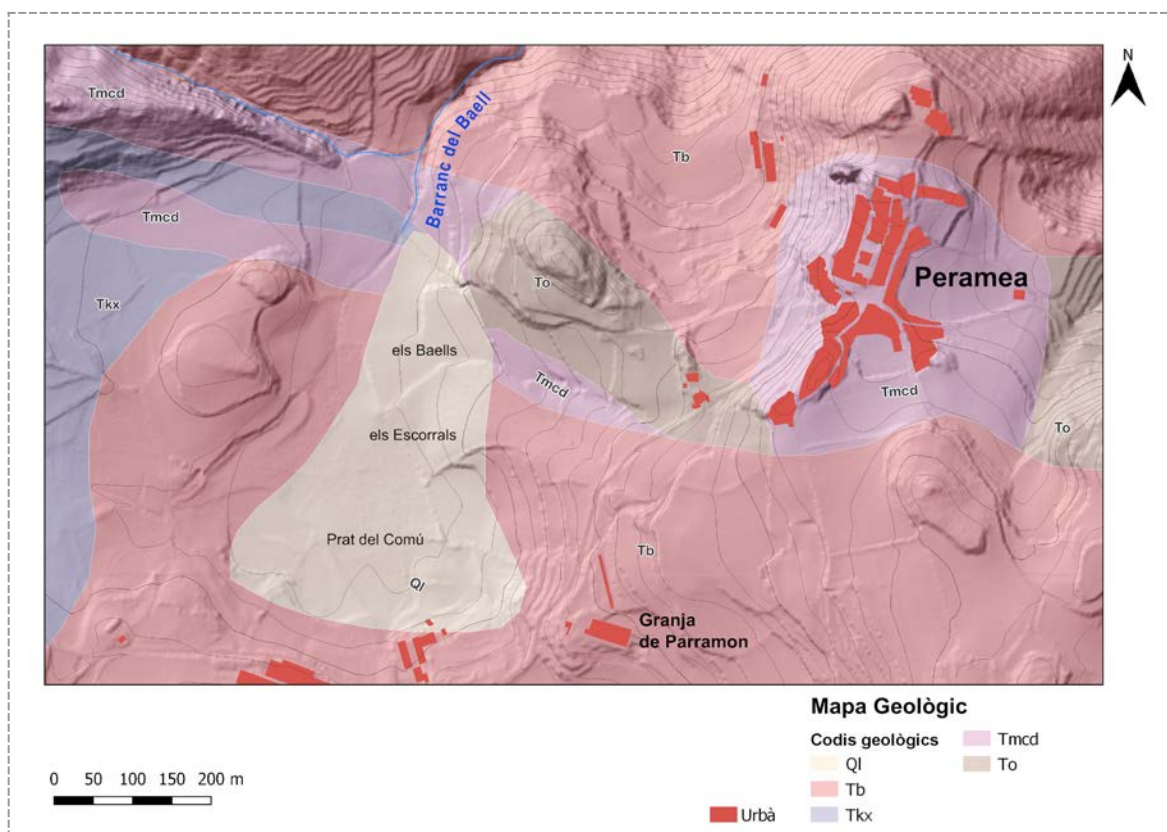 N
Tmcd
Barranc del Baell
Tb
Tmcd
Peramea
To
Tkx
els Baells
Tmcd
Tmcd
els Escorrals
To
Prat del Comú
Tb
Ql
Granja
de Parramon
Mapa Geològic
Codis geològics
Ql
Tb
Tkx
Tmcd
To
Urbà
0 50 100 150 200 m